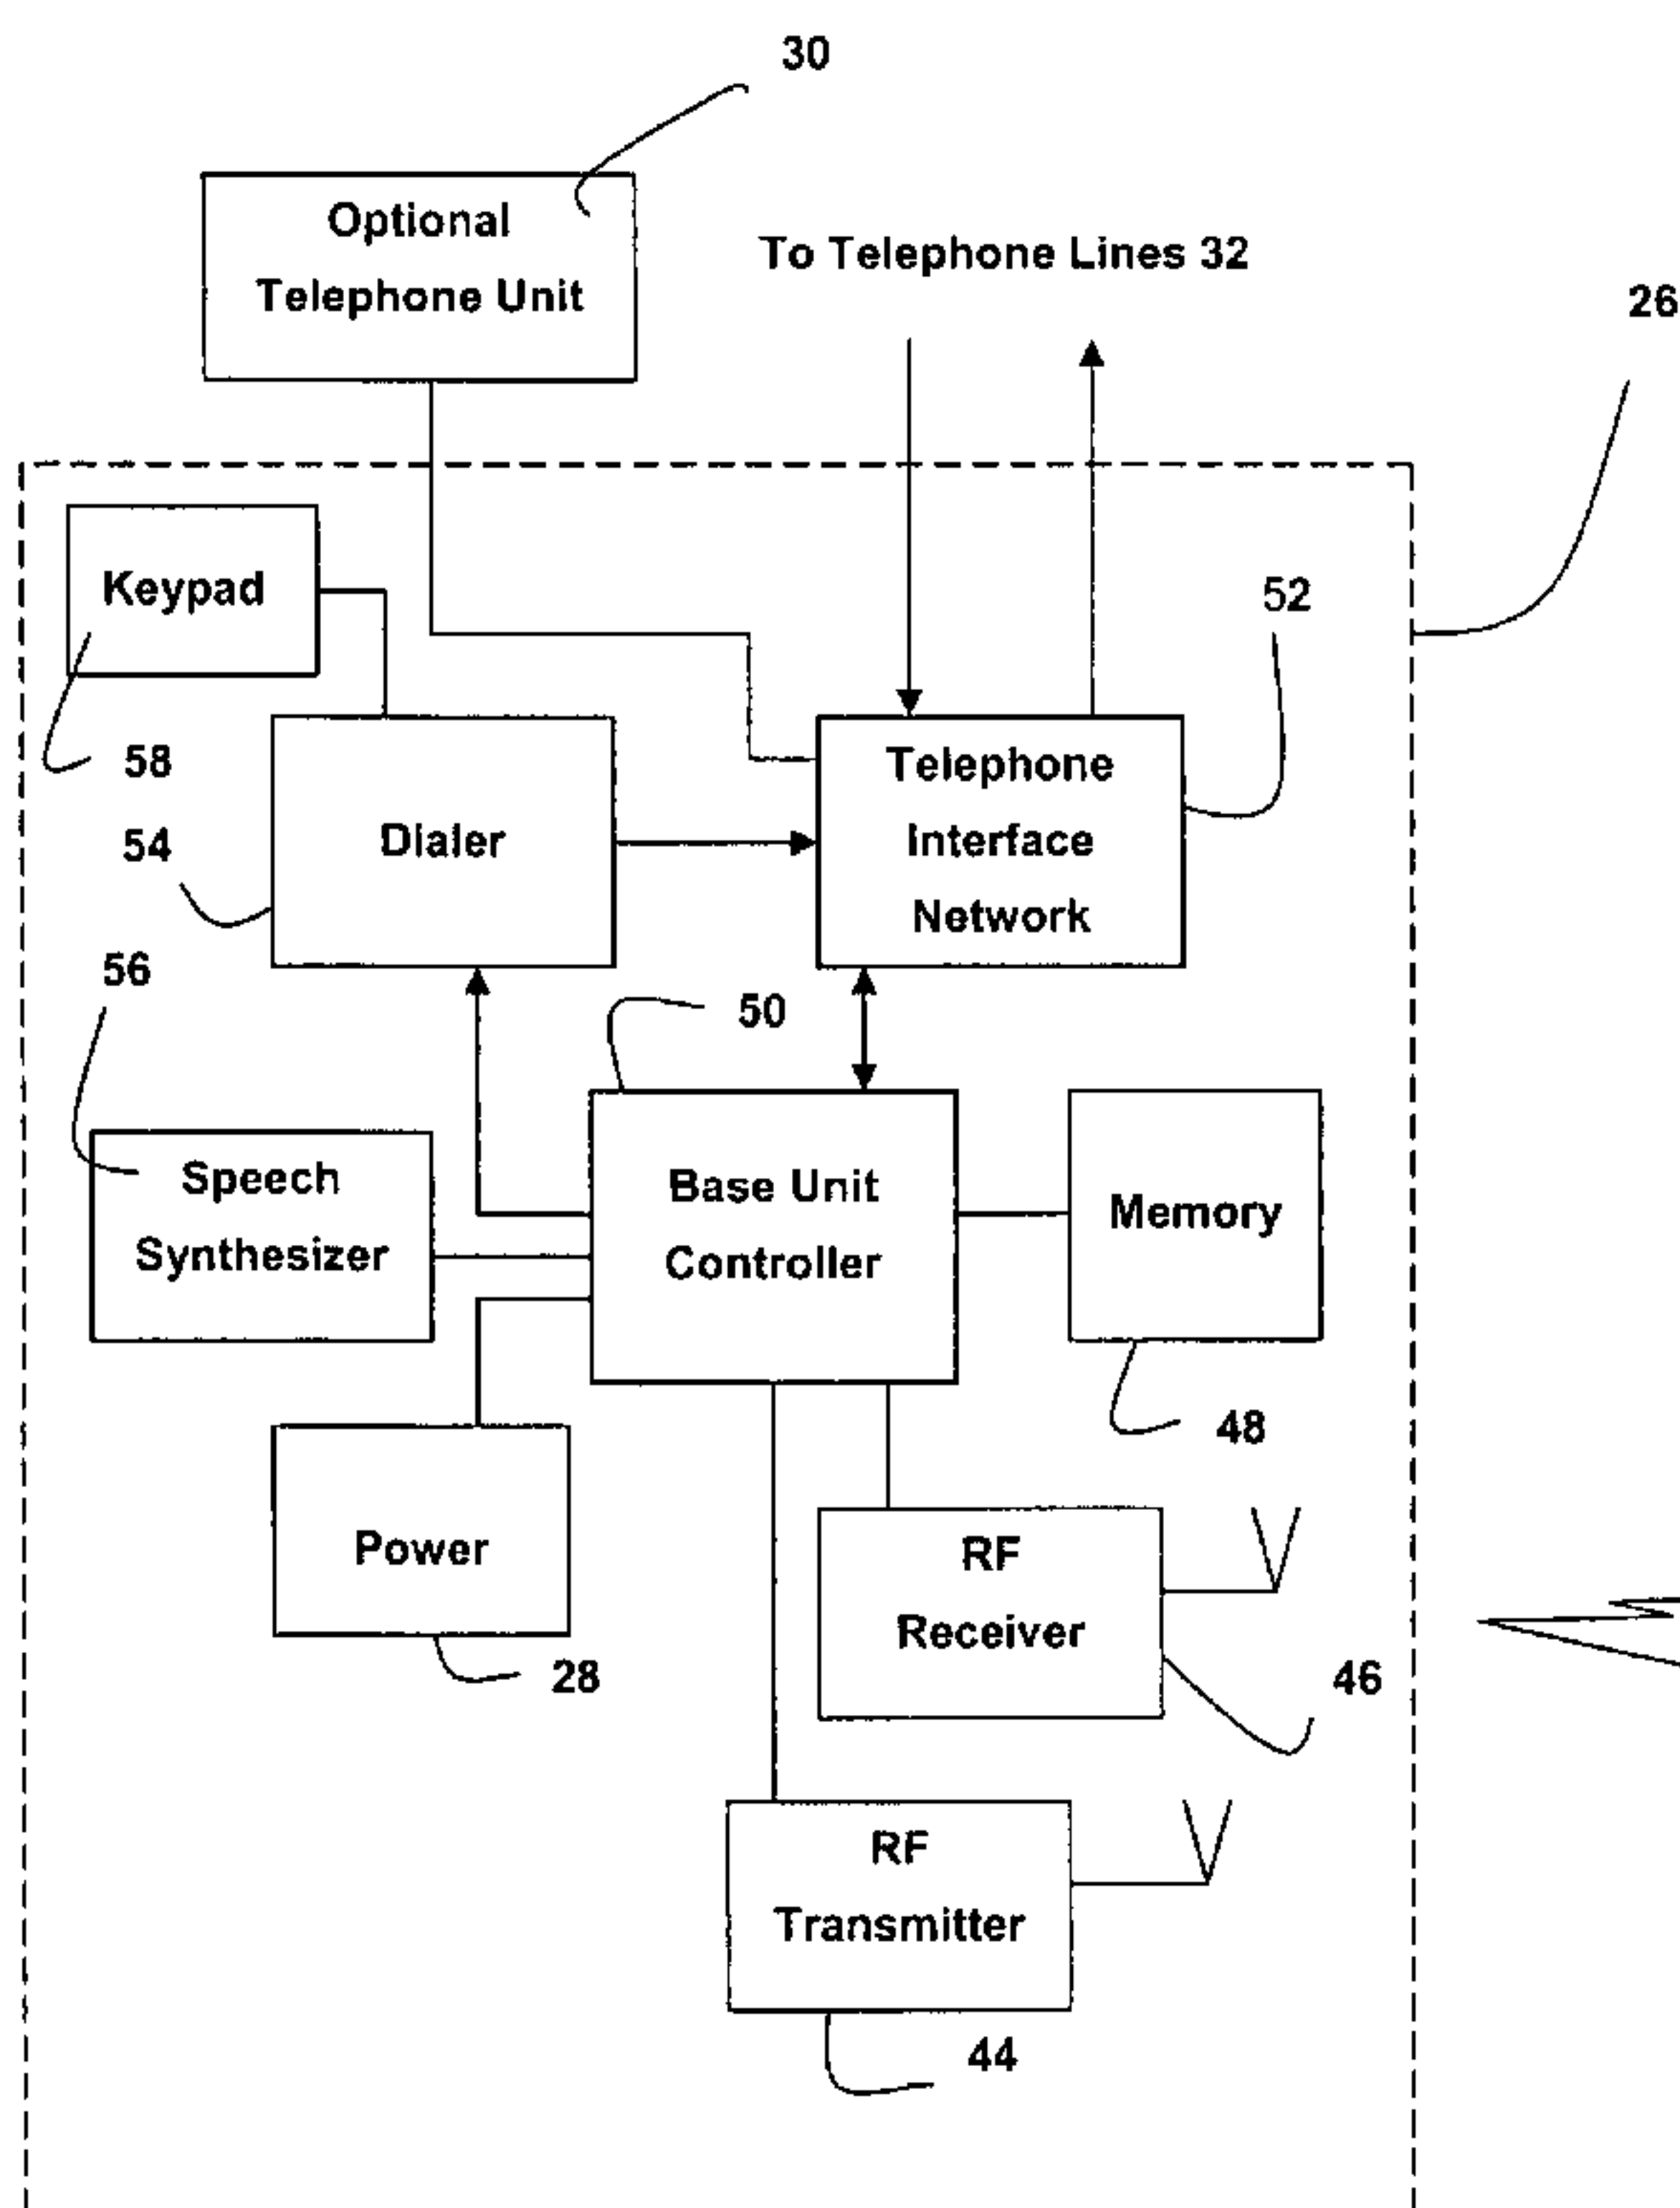 30
Optional
Telephone Unit
To Telephone Lines 32
26
Keypad
52
58
Telephone
Interface
Network
54
Dialer
56
50
Speech
Synthesizer
Base Unit
Controller
Memory
48
Power
RF
Receiver
28
46
RF
Transmitter
44